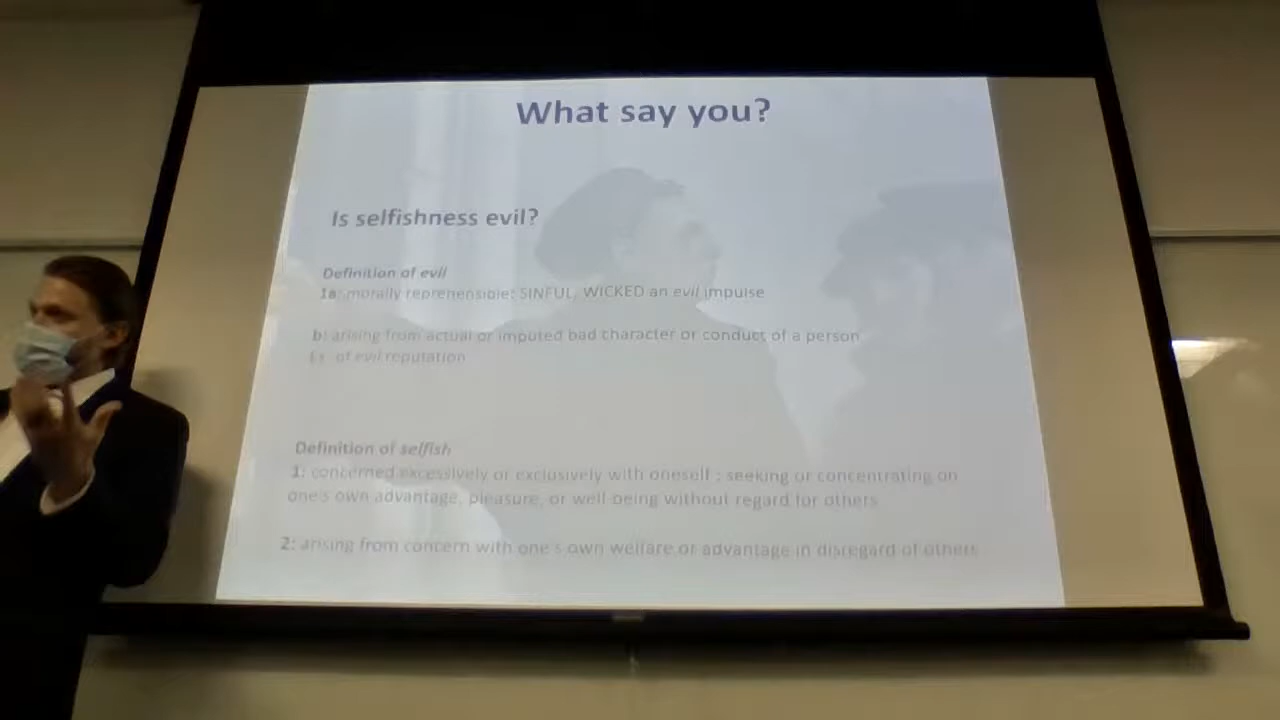 What say you?
Is selfishness evil?
Definition of evil
1a: morally reprehensible: SINFUL, WICKED an evil impulse
b: arising from actual or imputed bad character or conduct of a person
of evil reputation
Definition of selfish
1: concerned excessively or exclusively with oneself : seeking or concentrating on
one's own advantage, pleasure, or well-being without regard for others
2: arising from concern with one's own welfare or advantage in disregard of others